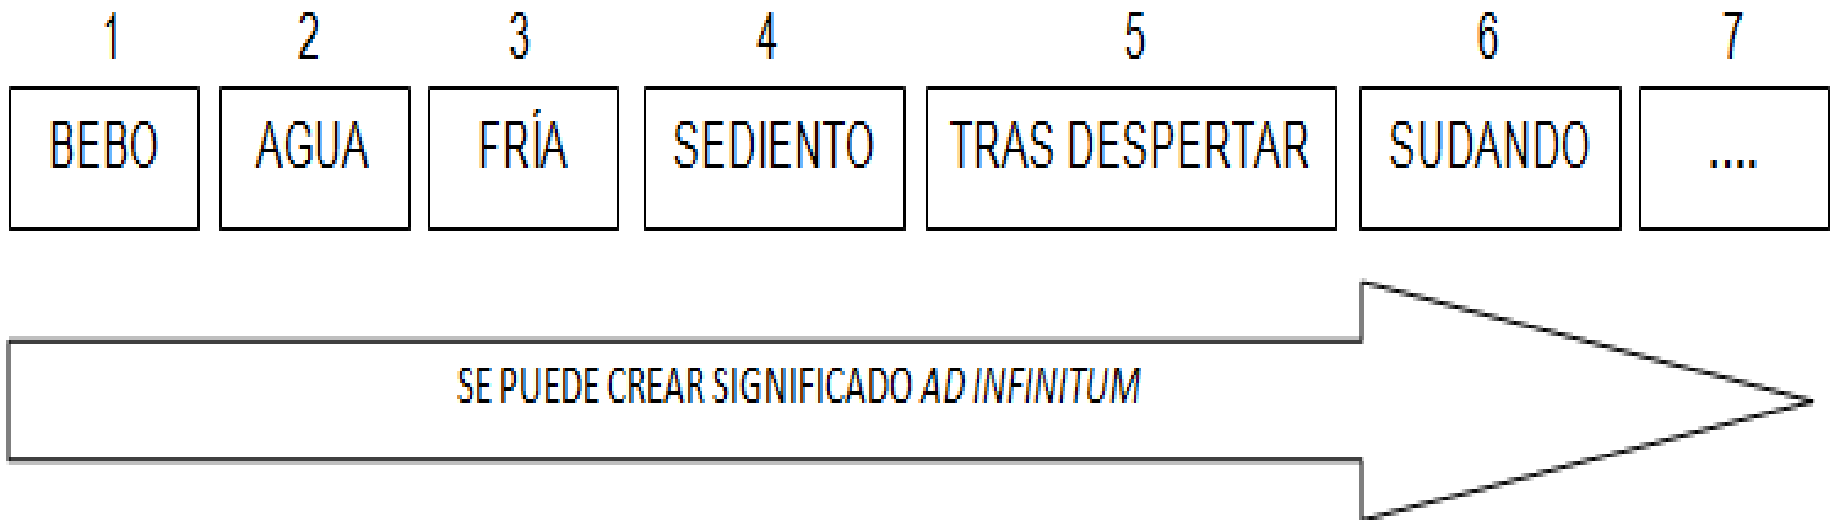 1 2 3 4 5 6 7
BEBO AGUA FRÍA SEDIENTO TRAS DESPERTAR SUDANDO ....
SE PUEDE CREAR SIGNIFICADO AD INFINITUM